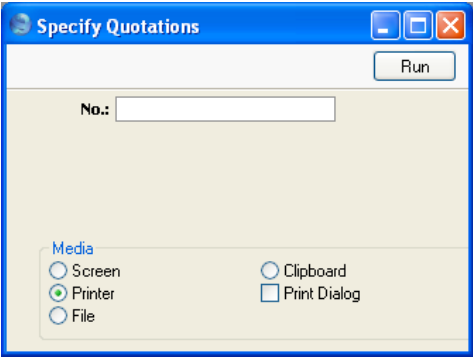 Specify Quotations
Run
No.:
Media
Screen
Clipboard
Printer
Print Dialog
File